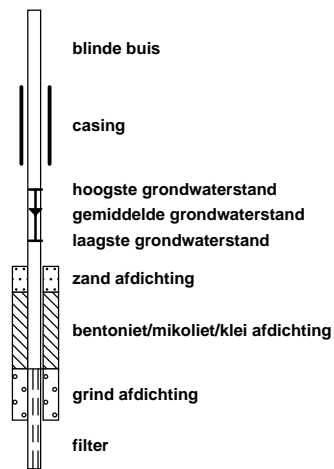 blinde buis
casing
hoogste grondwaterstand
gemiddelde grondwaterstand
laagste grondwaterstand
zand afdichting
bentoniet/mikoliet/klei afdichting
grind afdichting
filter